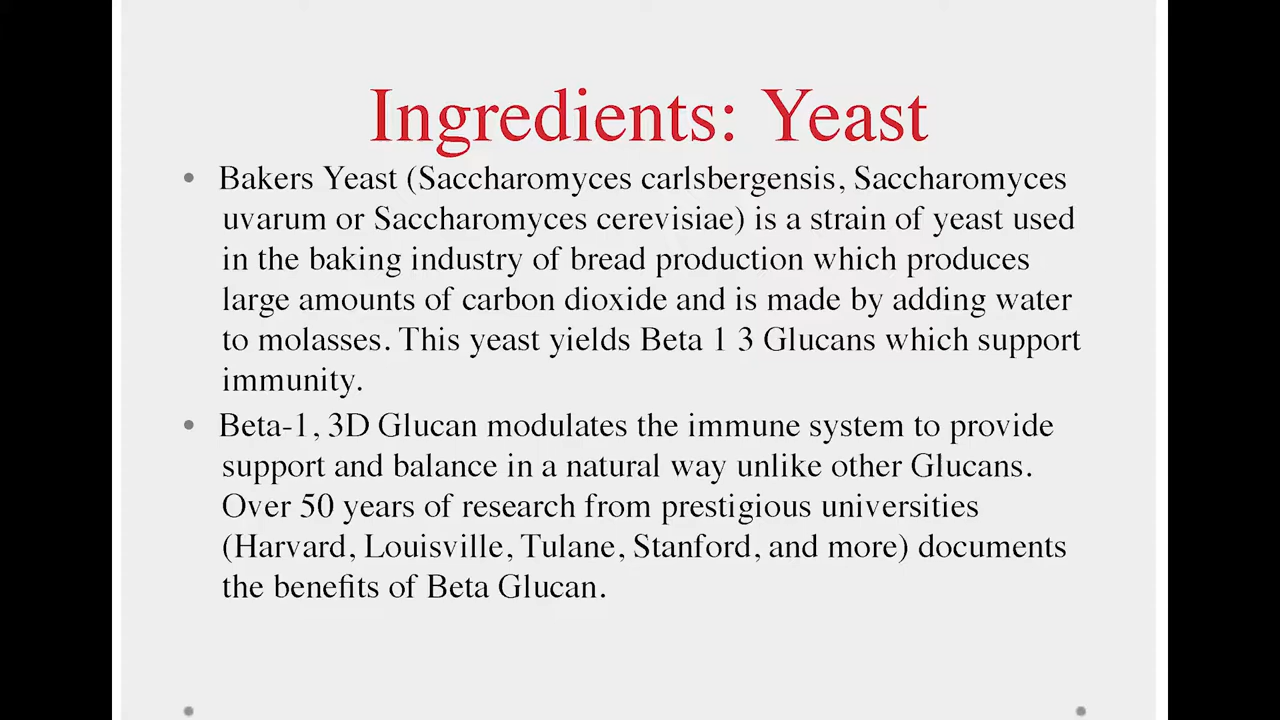 Ingredients: Yeast
• Bakers Yeast (Saccharomyces carlsbergensis, Saccharomyces
uvarum or Saccharomyces cerevisiae) is a strain of yeast used
in the baking industry of bread production which produces
large amounts of carbon dioxide and is made by adding water
to molasses. This yeast yields Beta 1 3 Glucans which support
immunity.
• Beta-1, 3D Glucan modulates the immune system to provide
support and balance in a natural way unlike other Glucans.
Over 50 years of research from prestigious universities
(Harvard, Louisville, Tulane, Stanford, and more) documents
the benefits of Beta Glucan.